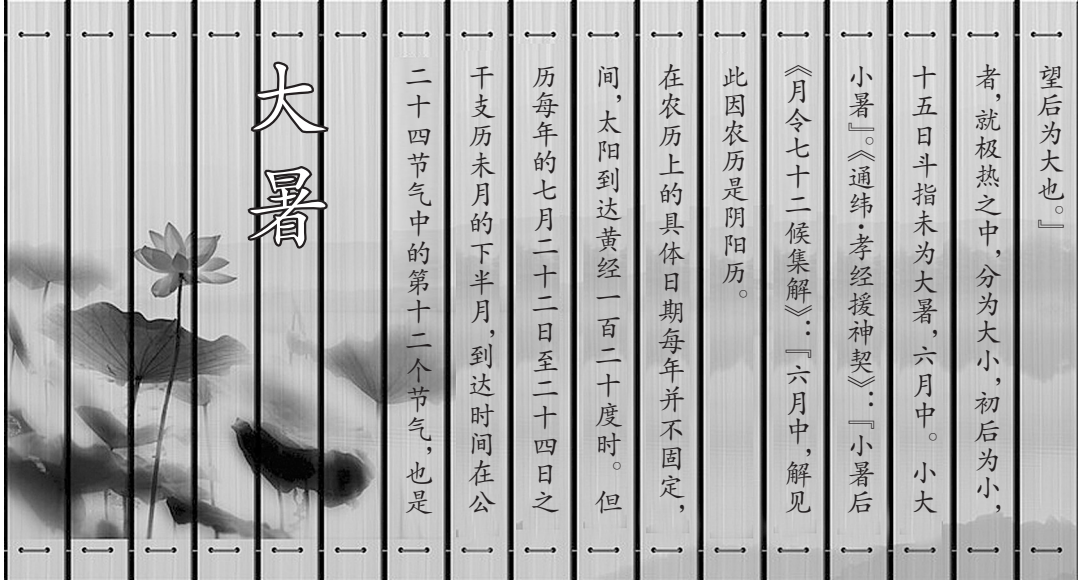 大暑
二十四节气中的第十二个节气，也是
干支历未月的下半月，到达时间在公
历每年的七月二十二日至二十四日之
间，太阳到达黄经一百二十度时。但
在农历上的具体日期每年并不固定，
此因农历是阴阳历。
《月令七十二候集解》：『六月中，解见
小暑』。《通纬·孝经援神契》：『小暑后
十五日斗指未为大暑，六月中。小大
者，就极热之中，分为大小，初后为小，
望后为大也。』